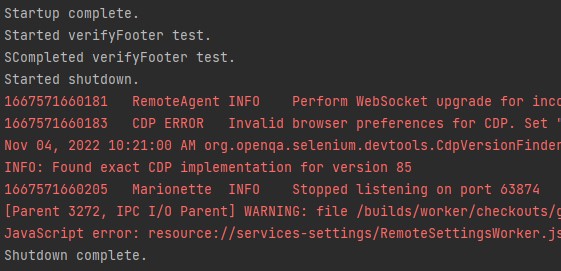 Startup complete.
Started verifyFooter test.
SCompleted verifyFooter test.
Started shutdown.
1667571660181 RemoteAgent INFO Perform WebSocket upgrade for inco
1667571660183 CDP ERROR Invalid browser preferences for CDP. Set "
Nov 04, 2022 10:21:00 AM org.openqa.selenium.devtools.CdpVersionFinder
INFO: Found exact CDP implementation for version 85
1667571660205 Marionette INFO Stopped listening on port 63874
[Parent 3272, IPC I/O Parent] WARNING: file /builds/worker/checkouts/g
JavaScript error: resource://services-settings/RemoteSettingsWorker.js
Shutdown complete.